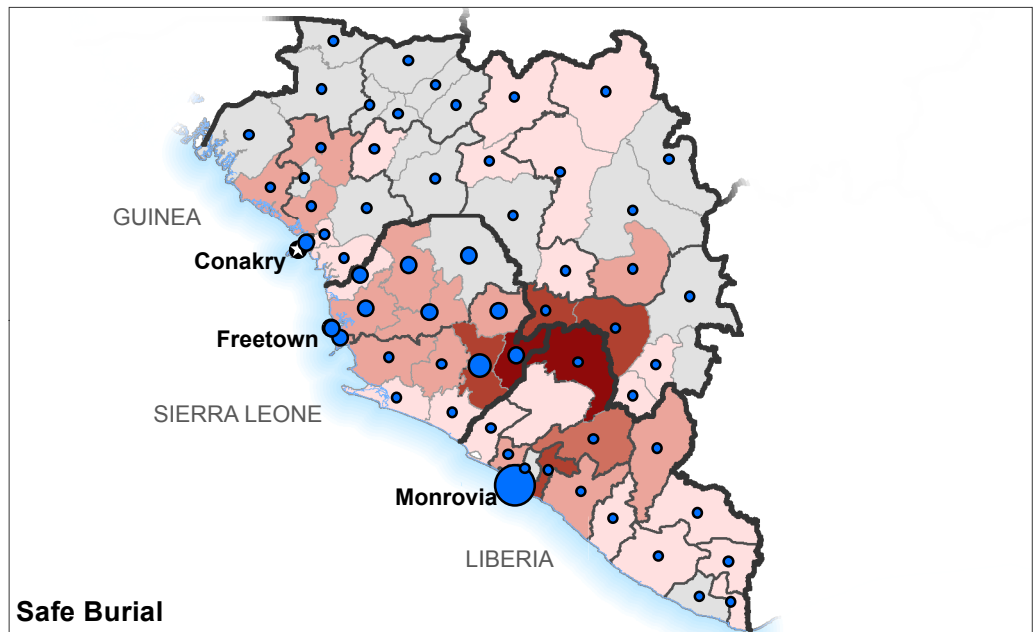 GUINEA
Conakry
Freetown
SIERRA LEONE
Monrovia
LIBERIA
Safe Burial